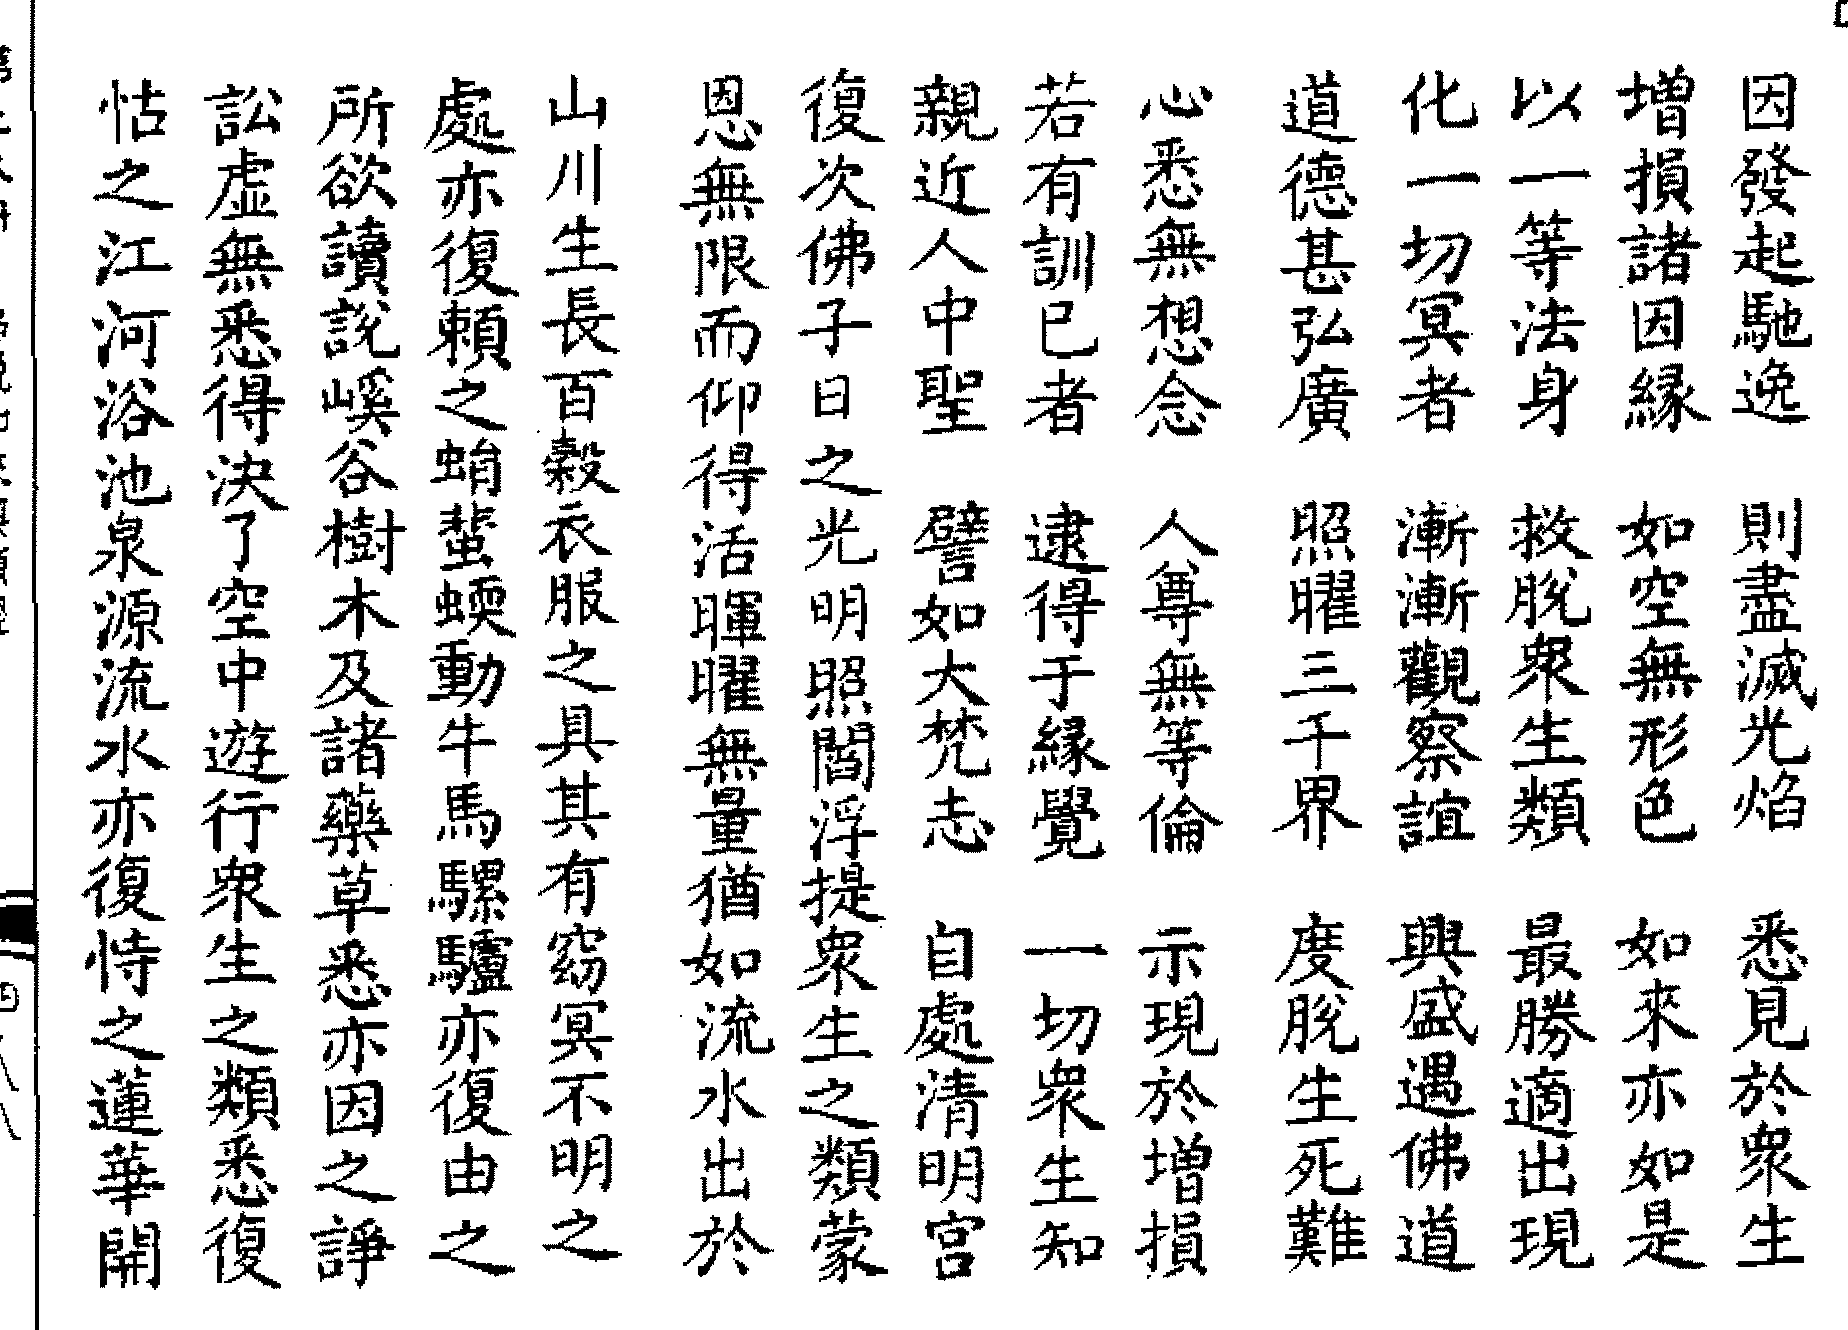 因發起馳逸　則盡滅光焰　悉見於衆生
増損諸因縁　如空無形色　如來亦如是
以一等法身　救脫衆生類　最勝適出現
化一切冥者　漸漸觀察誼　興盛遇佛道
道德甚弘廣　照曜三千界　度脫生死難
心悉無想念　人尊無等倫　示現於増損
若有訓已者　逮得于縁覺　一切衆生知
親近人中聖　譬如大梵志　自處清明宮
復次佛子日之光明照閻浮提衆生之類蒙
恩無限而仰得活暉曜無量猶如流水出於
山川生長百穀衣服之具其有窈冥不明之
處亦復賴之蛸蜚蝡動牛馬騾驢亦復由之
所欲讀説嵠谷樹木及諸藥草悉亦因之諍
訟虛無悉得決了空中遊行衆生之類悉復
怙之江河浴池泉源流水亦復恃之蓮華開